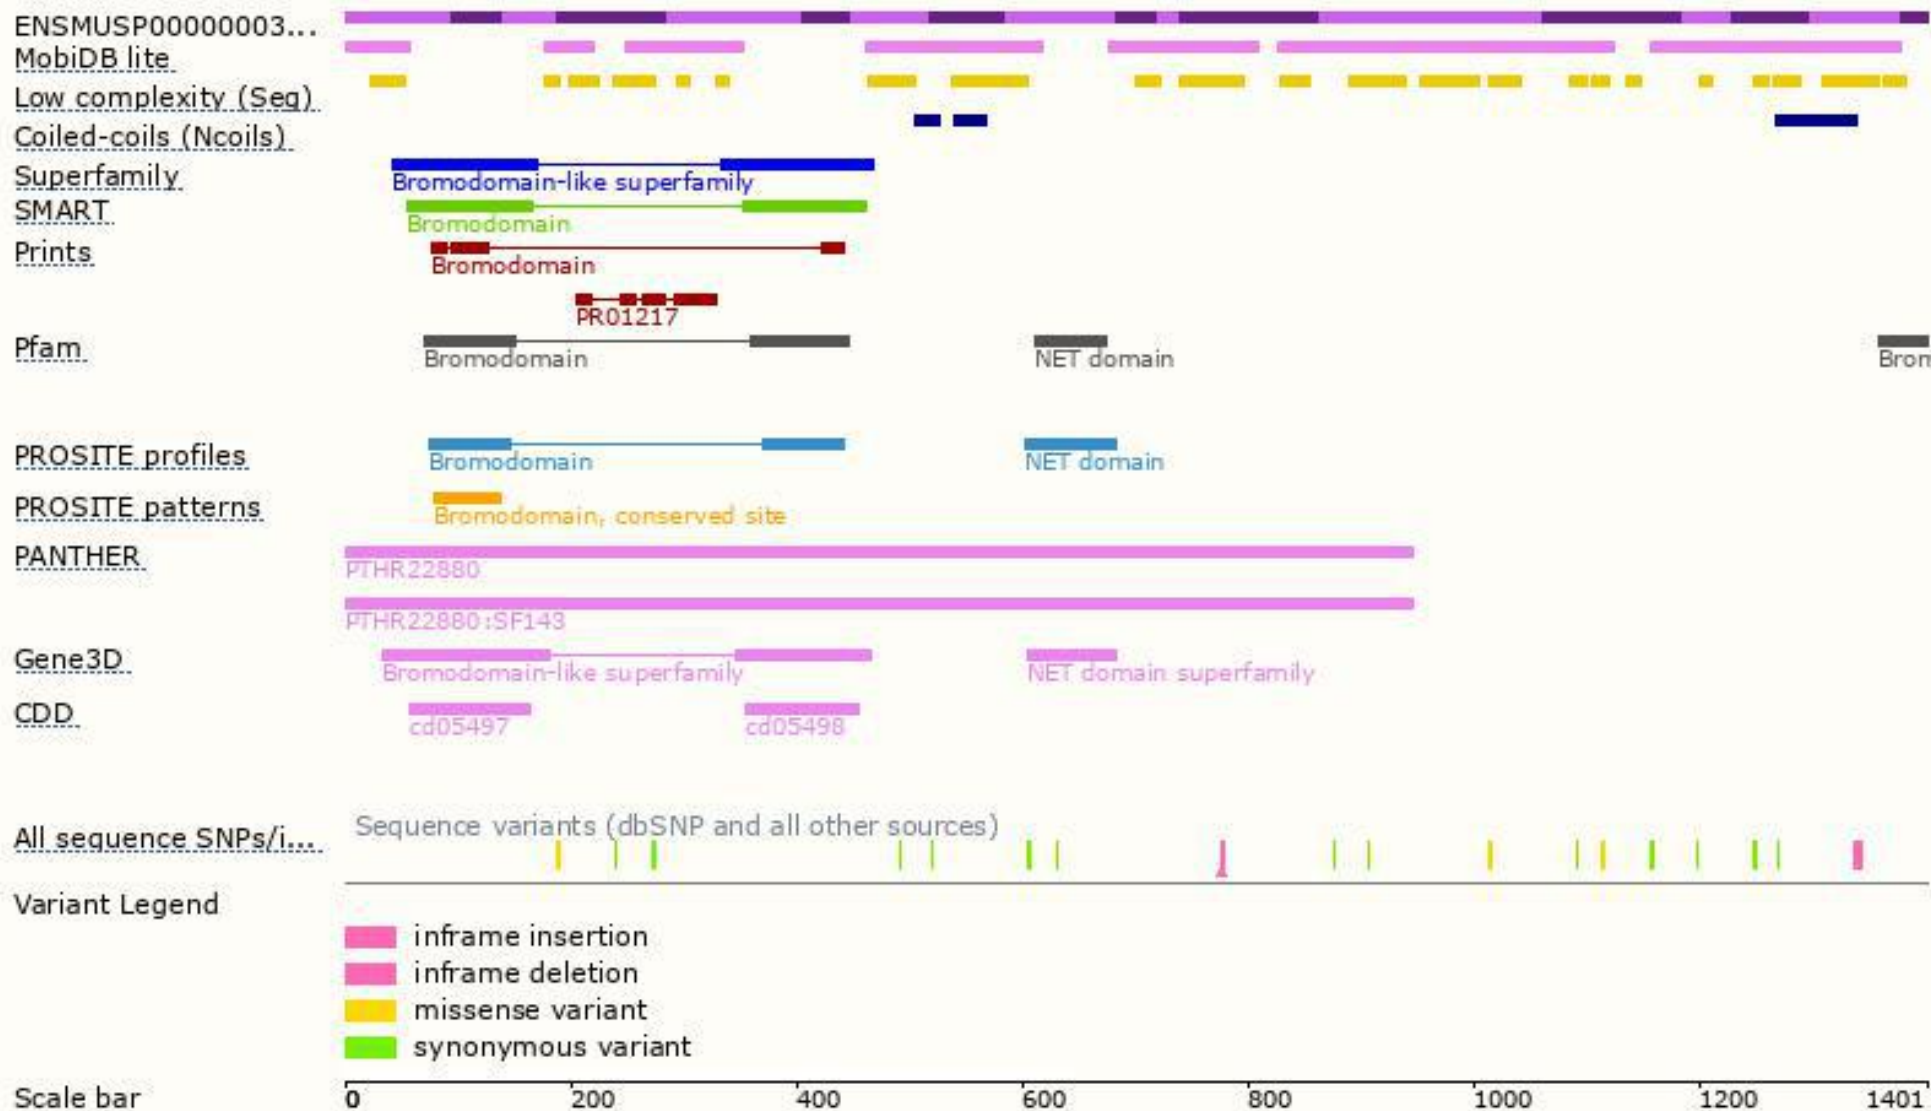 ENSMUSP00000003...
MobiDB lite
Low complexity (Seg)
Coiled-coils (Ncoils)
Superfamily
Bromodomain-like superfamily
SMART
Bromodomain
Prints
Bromodomain
PR01217
Pfam
Bromodomain NET domain Brom
PROSITE profiles
Bromodomain NET domain
PROSITE patterns
Bromodomain, conserved site
PANTHER
PTHR22880
PTHR22880:SF143
Gene3D
Bromodomain-like superfamily NET domain superfamily
CDD
cd05497 cd05498
All sequence SNPs/i...
Sequence variants (dbSNP and all other sources)
Variant Legend
inframe insertion
inframe deletion
missense variant
synonymous variant
Scale bar 0 200 400 600 800 1000 1200 1401